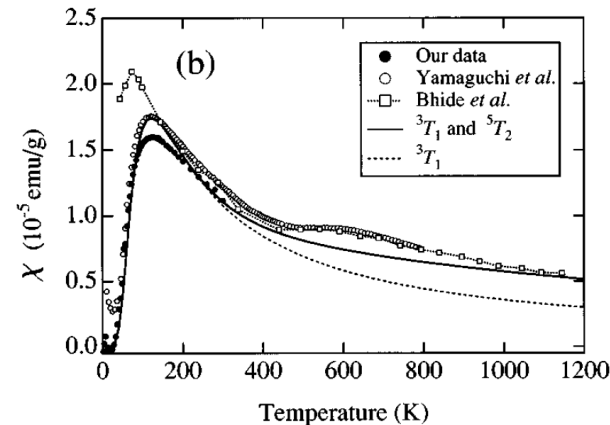 2.5
2.0
1.5
1.0
0.5
0.0
χ (10⁻⁵ emu/g)
(b)
Our data
Yamaguchi et al.
Bhide et al.
³T₁ and ⁵T₂
³T₁
0 200 400 600 800 1000 1200
Temperature (K)